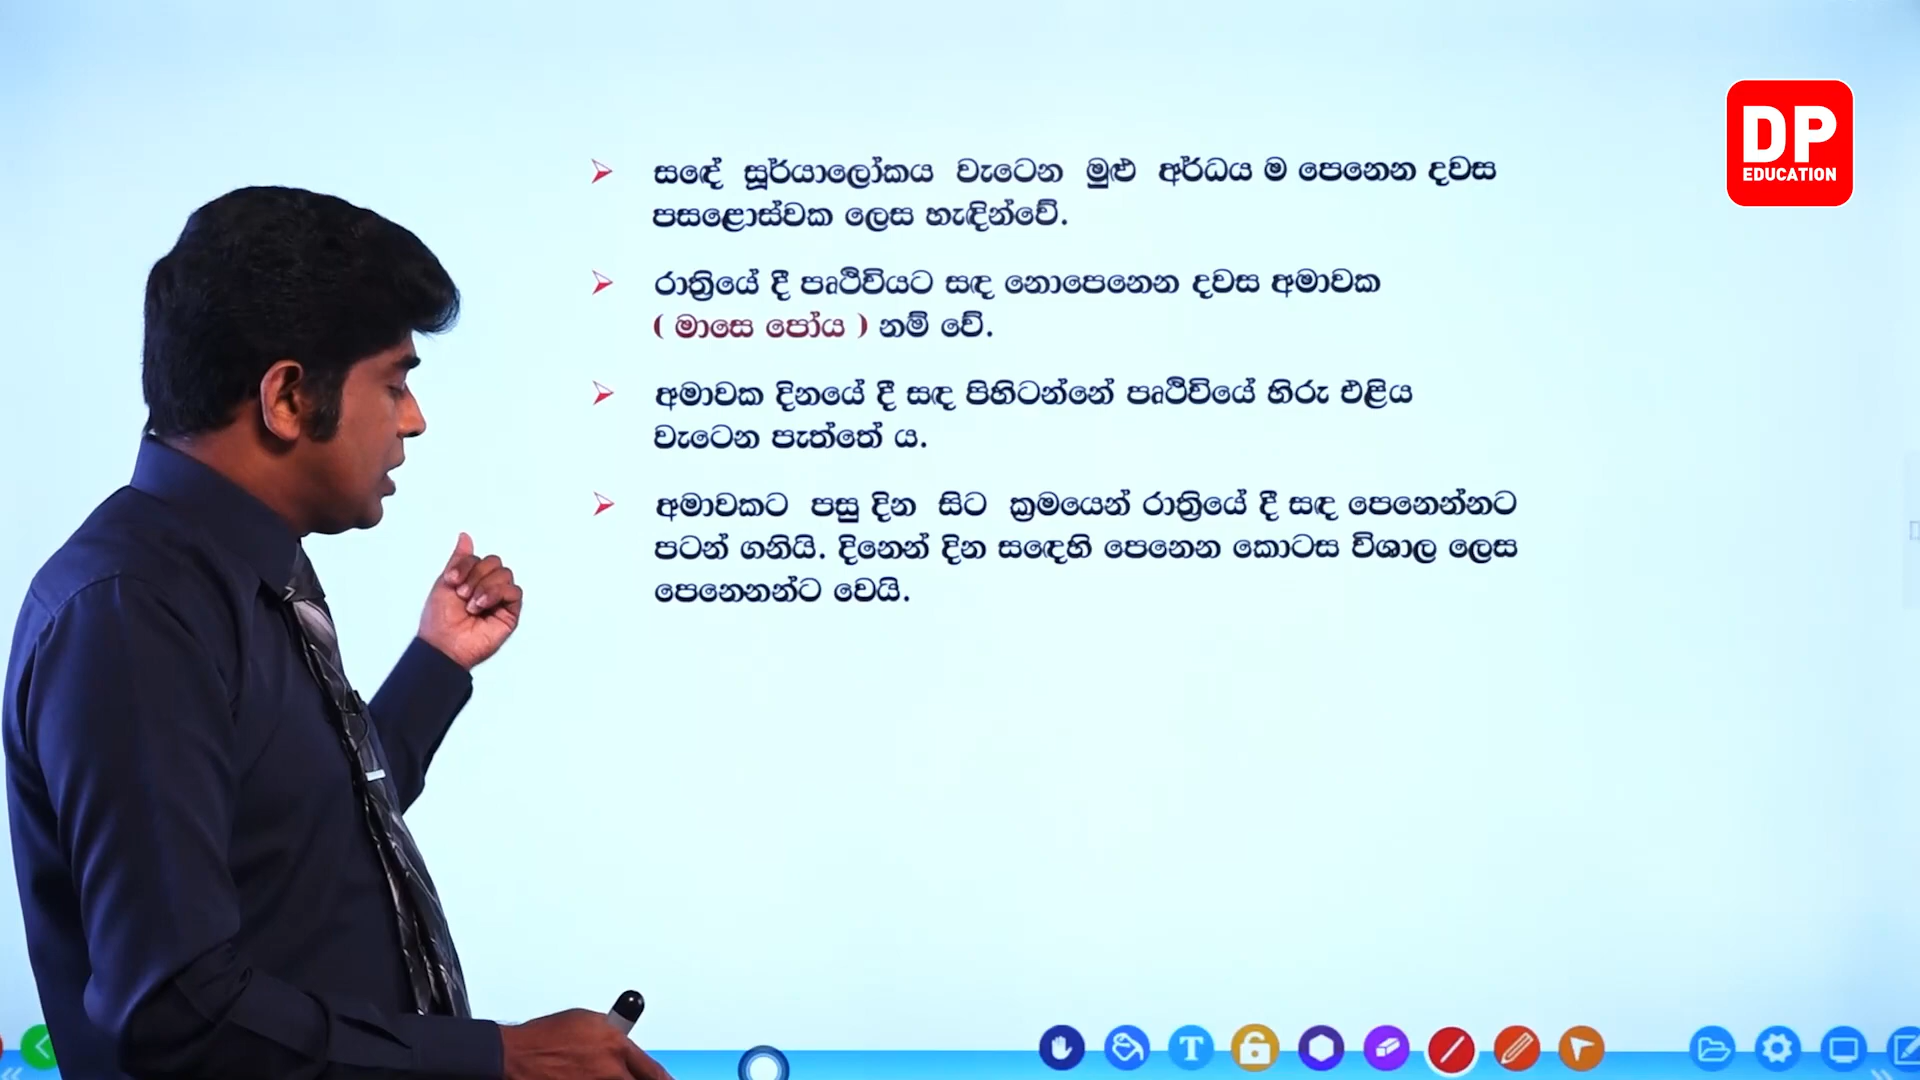 DP
EDUCATION
සඳේ සූර්යාලෝකය වැටෙන මුළු අර්ධය ම පෙනෙන දවස
පසළොස්වක ලෙස හැඳින්වේ.
රාත්‍රියේ දී පෘථිවියට සඳ නොපෙනෙන දවස අමාවක
( මාසෙ පෝය ) නම් වේ.
අමාවක දිනයේ දී සඳ පිහිටන්නේ පෘථිවියේ හිරු එළිය
වැටෙන පැත්තේ ය.
අමාවකට පසු දින සිට ක්‍රමයෙන් රාත්‍රියේ දී සඳ පෙනෙන්නට
පටන් ගනියි. දිනෙන් දින සඳෙහි පෙනෙන කොටස විශාල ලෙස
පෙනෙනන්ට වෙයි.
T